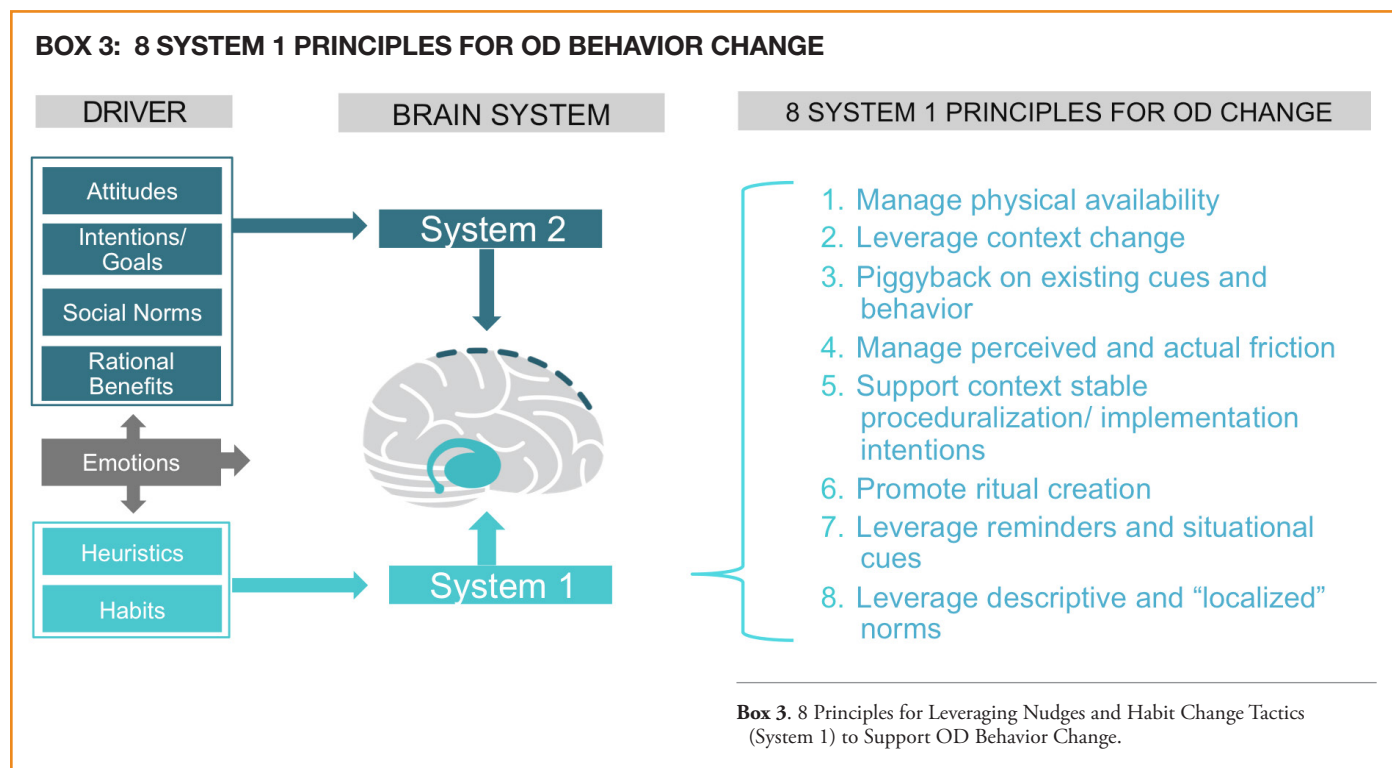 BOX 3: 8 SYSTEM 1 PRINCIPLES FOR OD BEHAVIOR CHANGE
DRIVER
BRAIN SYSTEM
8 SYSTEM 1 PRINCIPLES FOR OD CHANGE
Attitudes
Intentions/
Goals
Social Norms
Rational
Benefits
Emotions
Heuristics
Habits
System 2
System 1
1. Manage physical availability
2. Leverage context change
3. Piggyback on existing cues and
behavior
4. Manage perceived and actual friction
5. Support context stable
proceduralization/ implementation
intentions
6. Promote ritual creation
7. Leverage reminders and situational
cues
8. Leverage descriptive and “localized”
norms
Box 3. 8 Principles for Leveraging Nudges and Habit Change Tactics
(System 1) to Support OD Behavior Change.